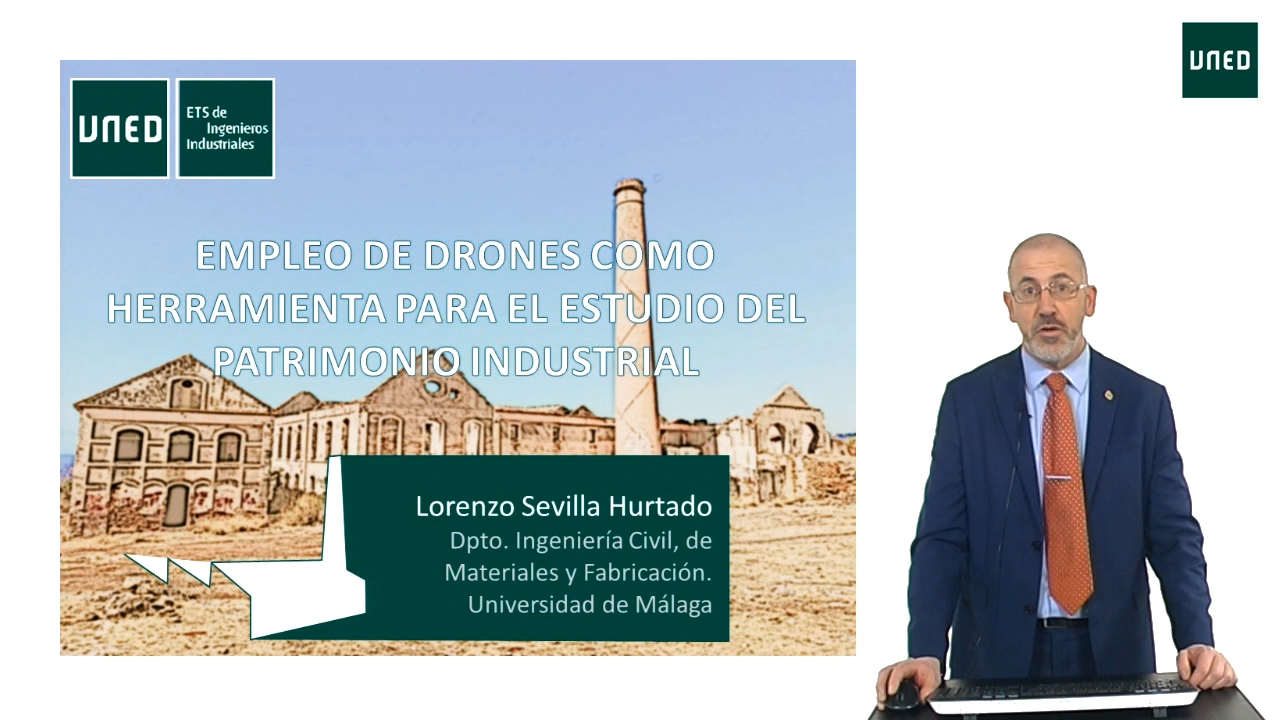 UNED
ETS de
Ingenieros
Industriales
UNED
EMPLEO DE DRONES COMO
HERRAMIENTA PARA EL ESTUDIO DEL
PATRIMONIO INDUSTRIAL
Lorenzo Sevilla Hurtado
Dpto. Ingeniería Civil, de
Materiales y Fabricación.
Universidad de Málaga